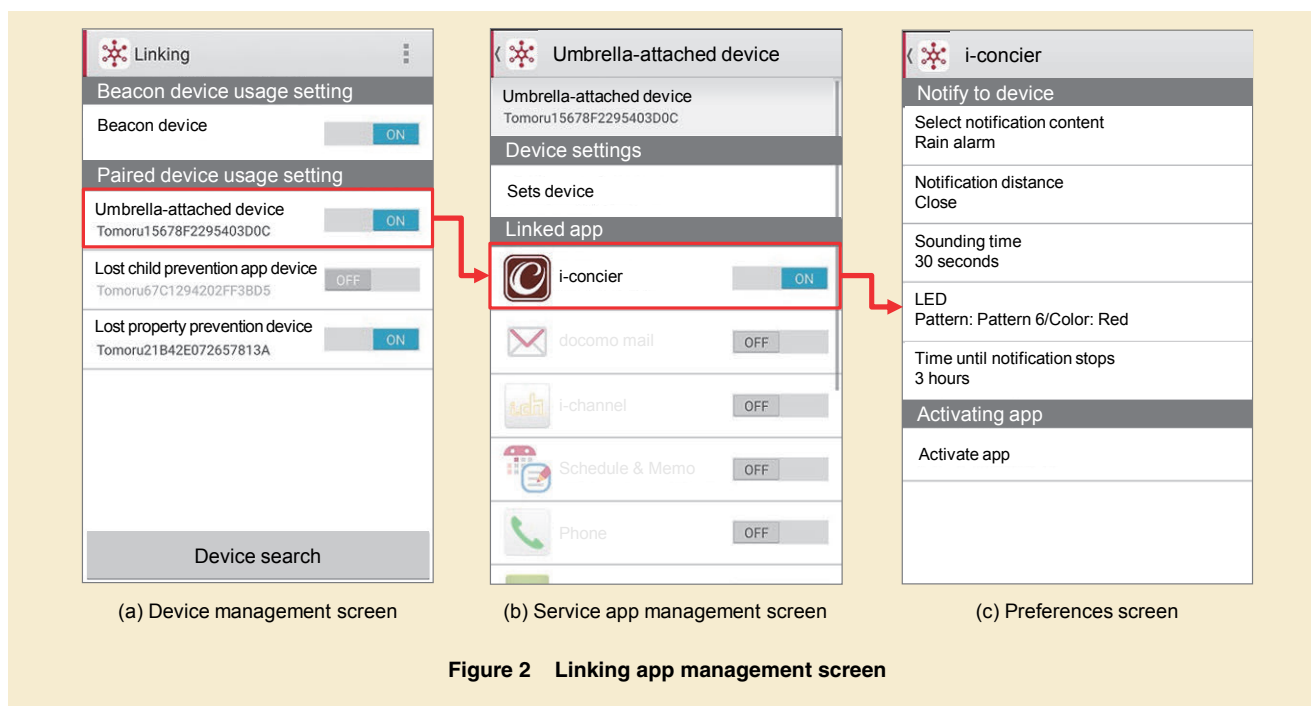 Linking
Beacon device usage setting
Beacon device
ON
Paired device usage setting
Umbrella-attached device
Tomoru15678F2295403D0C
ON
Lost child prevention app device
Tomoru67C1294202FF3BD5
OFF
Lost property prevention device
Tomoru21B42E072657813A
ON
Device search
(a) Device management screen
Umbrella-attached device
Umbrella-attached device
Tomoru15678F2295403D0C
Device settings
Sets device
Linked app
i-concier
ON
docomo mail
OFF
i-channel
OFF
Schedule & Memo
OFF
Phone
OFF
(b) Service app management screen
i-concier
Notify to device
Select notification content
Rain alarm
Notification distance
Close
Sounding time
30 seconds
LED
Pattern: Pattern 6/Color: Red
Time until notification stops
3 hours
Activating app
Activate app
(c) Preferences screen
Figure 2 Linking app management screen